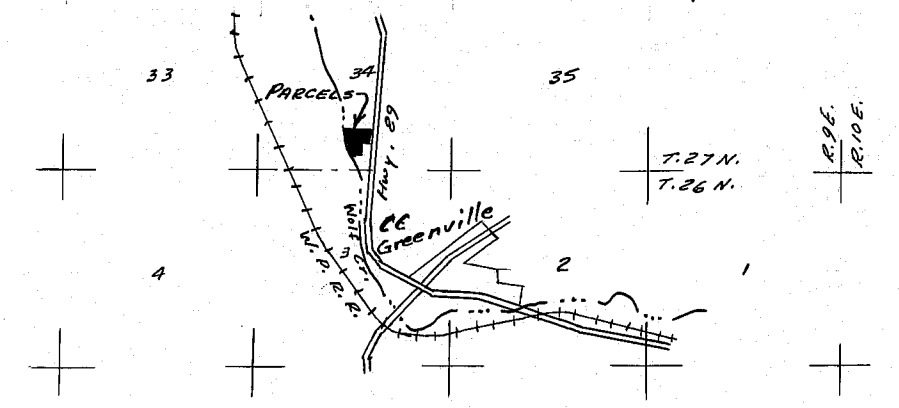 33
34
35
PARCELS
Hwy. 89
R.9E.
R.10E.
T.27N.
T.26N.
Wolf Cr.
Greenville
W. P. R. R.
4
3
2
1